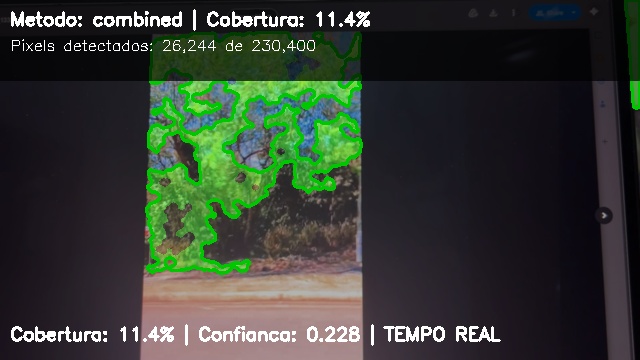 Metodo: combined | Cobertura: 11.4%
Pixels detectados: 26,244 de 230,400
Cobertura: 11.4% | Confianca: 0.228 | TEMPO REAL